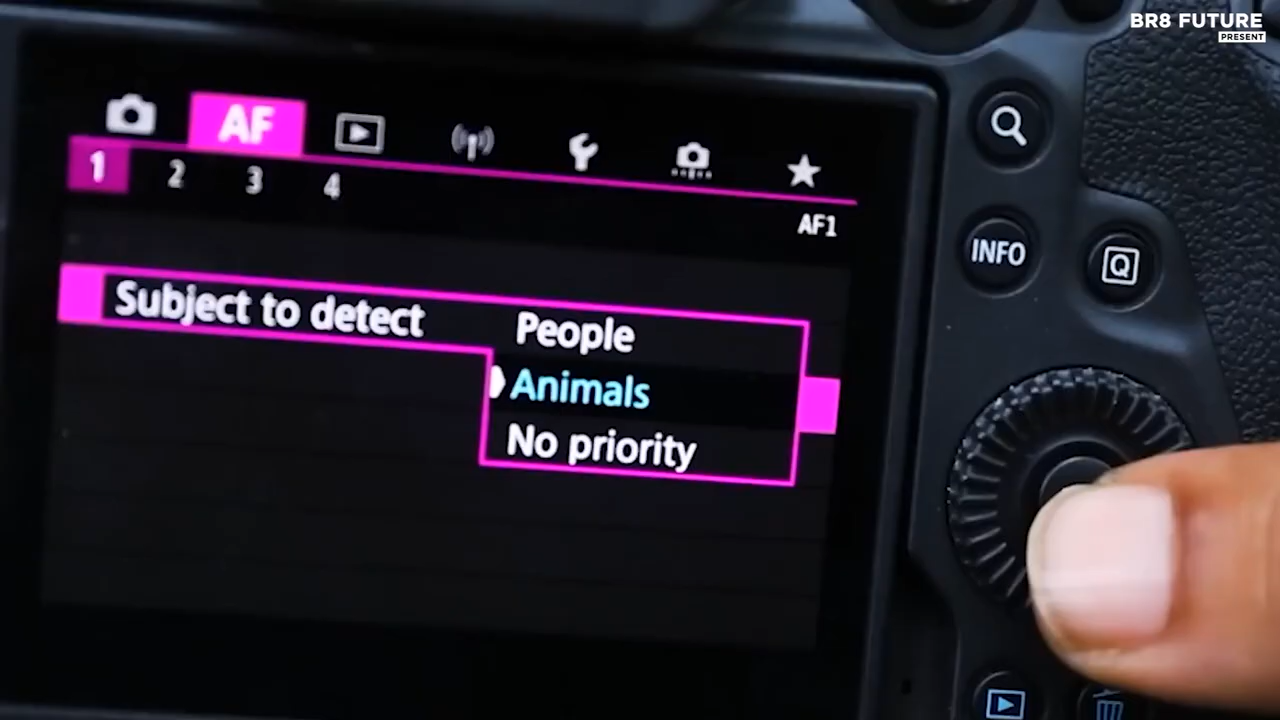 BR8 FUTURE
PRESENT
AF
1 2 3 4
AF1
Subject to detect
People
Animals
No priority
INFO
Q